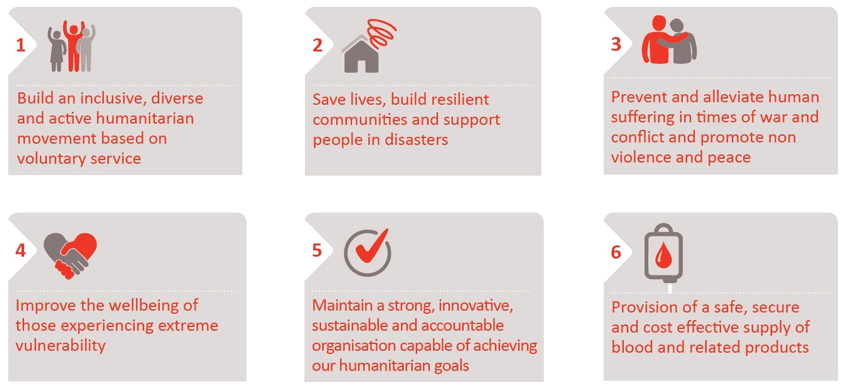 1
Build an inclusive, diverse
and active humanitarian
movement based on
voluntary service
2
Save lives, build resilient
communities and support
people in disasters
3
Prevent and alleviate human
suffering in times of war and
conflict and promote non
violence and peace
4
Improve the wellbeing of
those experiencing extreme
vulnerability
5
Maintain a strong, innovative,
sustainable and accountable
organisation capable of achieving
our humanitarian goals
6
Provision of a safe, secure
and cost effective supply of
blood and related products